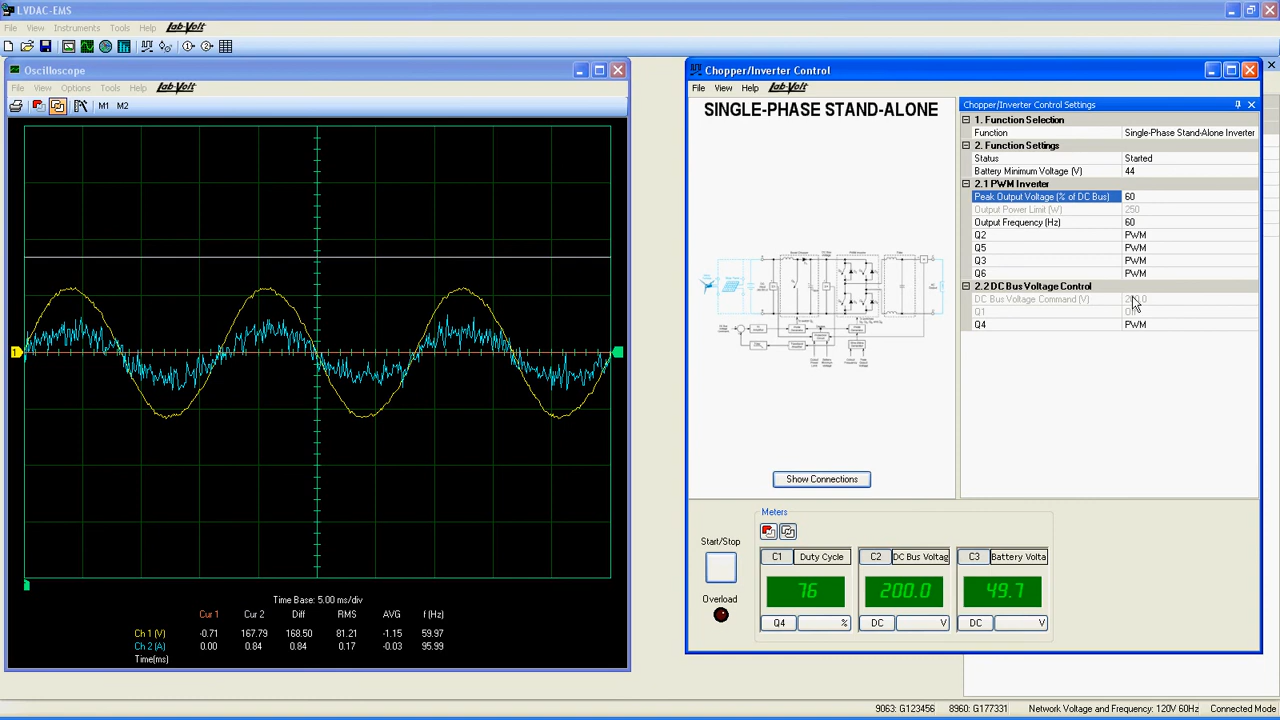 LVDAC-EMS
File View Instruments Tools Help Lab-Volt
Oscilloscope
File View Options Tools Help Lab-Volt
M1 M2
1
Time Base: 5.00 ms/div
Cur 1 Cur 2 Diff RMS AVG f (Hz)
Ch 1 (V) -0.71 167.79 168.50 81.21 -1.15 59.97
Ch 2 (A) 0.00 0.84 0.84 0.17 -0.03 95.99
Time(ms)
Chopper/Inverter Control
File View Help Lab-Volt
SINGLE-PHASE STAND-ALONE
Show Connections
Chopper/Inverter Control Settings
1. Function Selection
Function Single-Phase Stand-Alone Inverter
2. Function Settings
Status Started
Battery Minimum Voltage (V) 44
2.1 PWM Inverter
Peak Output Voltage (% of DC Bus) 60
Output Power Limit (W) 250
Output Frequency (Hz) 60
Q2 PWM
Q5 PWM
Q3 PWM
Q6 PWM
2.2 DC Bus Voltage Control
DC Bus Voltage Command (V)
Q1
Q4 PWM
Meters
Start/Stop
Overload
C1 Duty Cycle
76
Q4 %
C2 DC Bus Voltag
200.0
DC V
C3 Battery Volta
49.7
DC V
9063: G123456 8960: G177331 Network Voltage and Frequency: 120V 60Hz Connected Mode